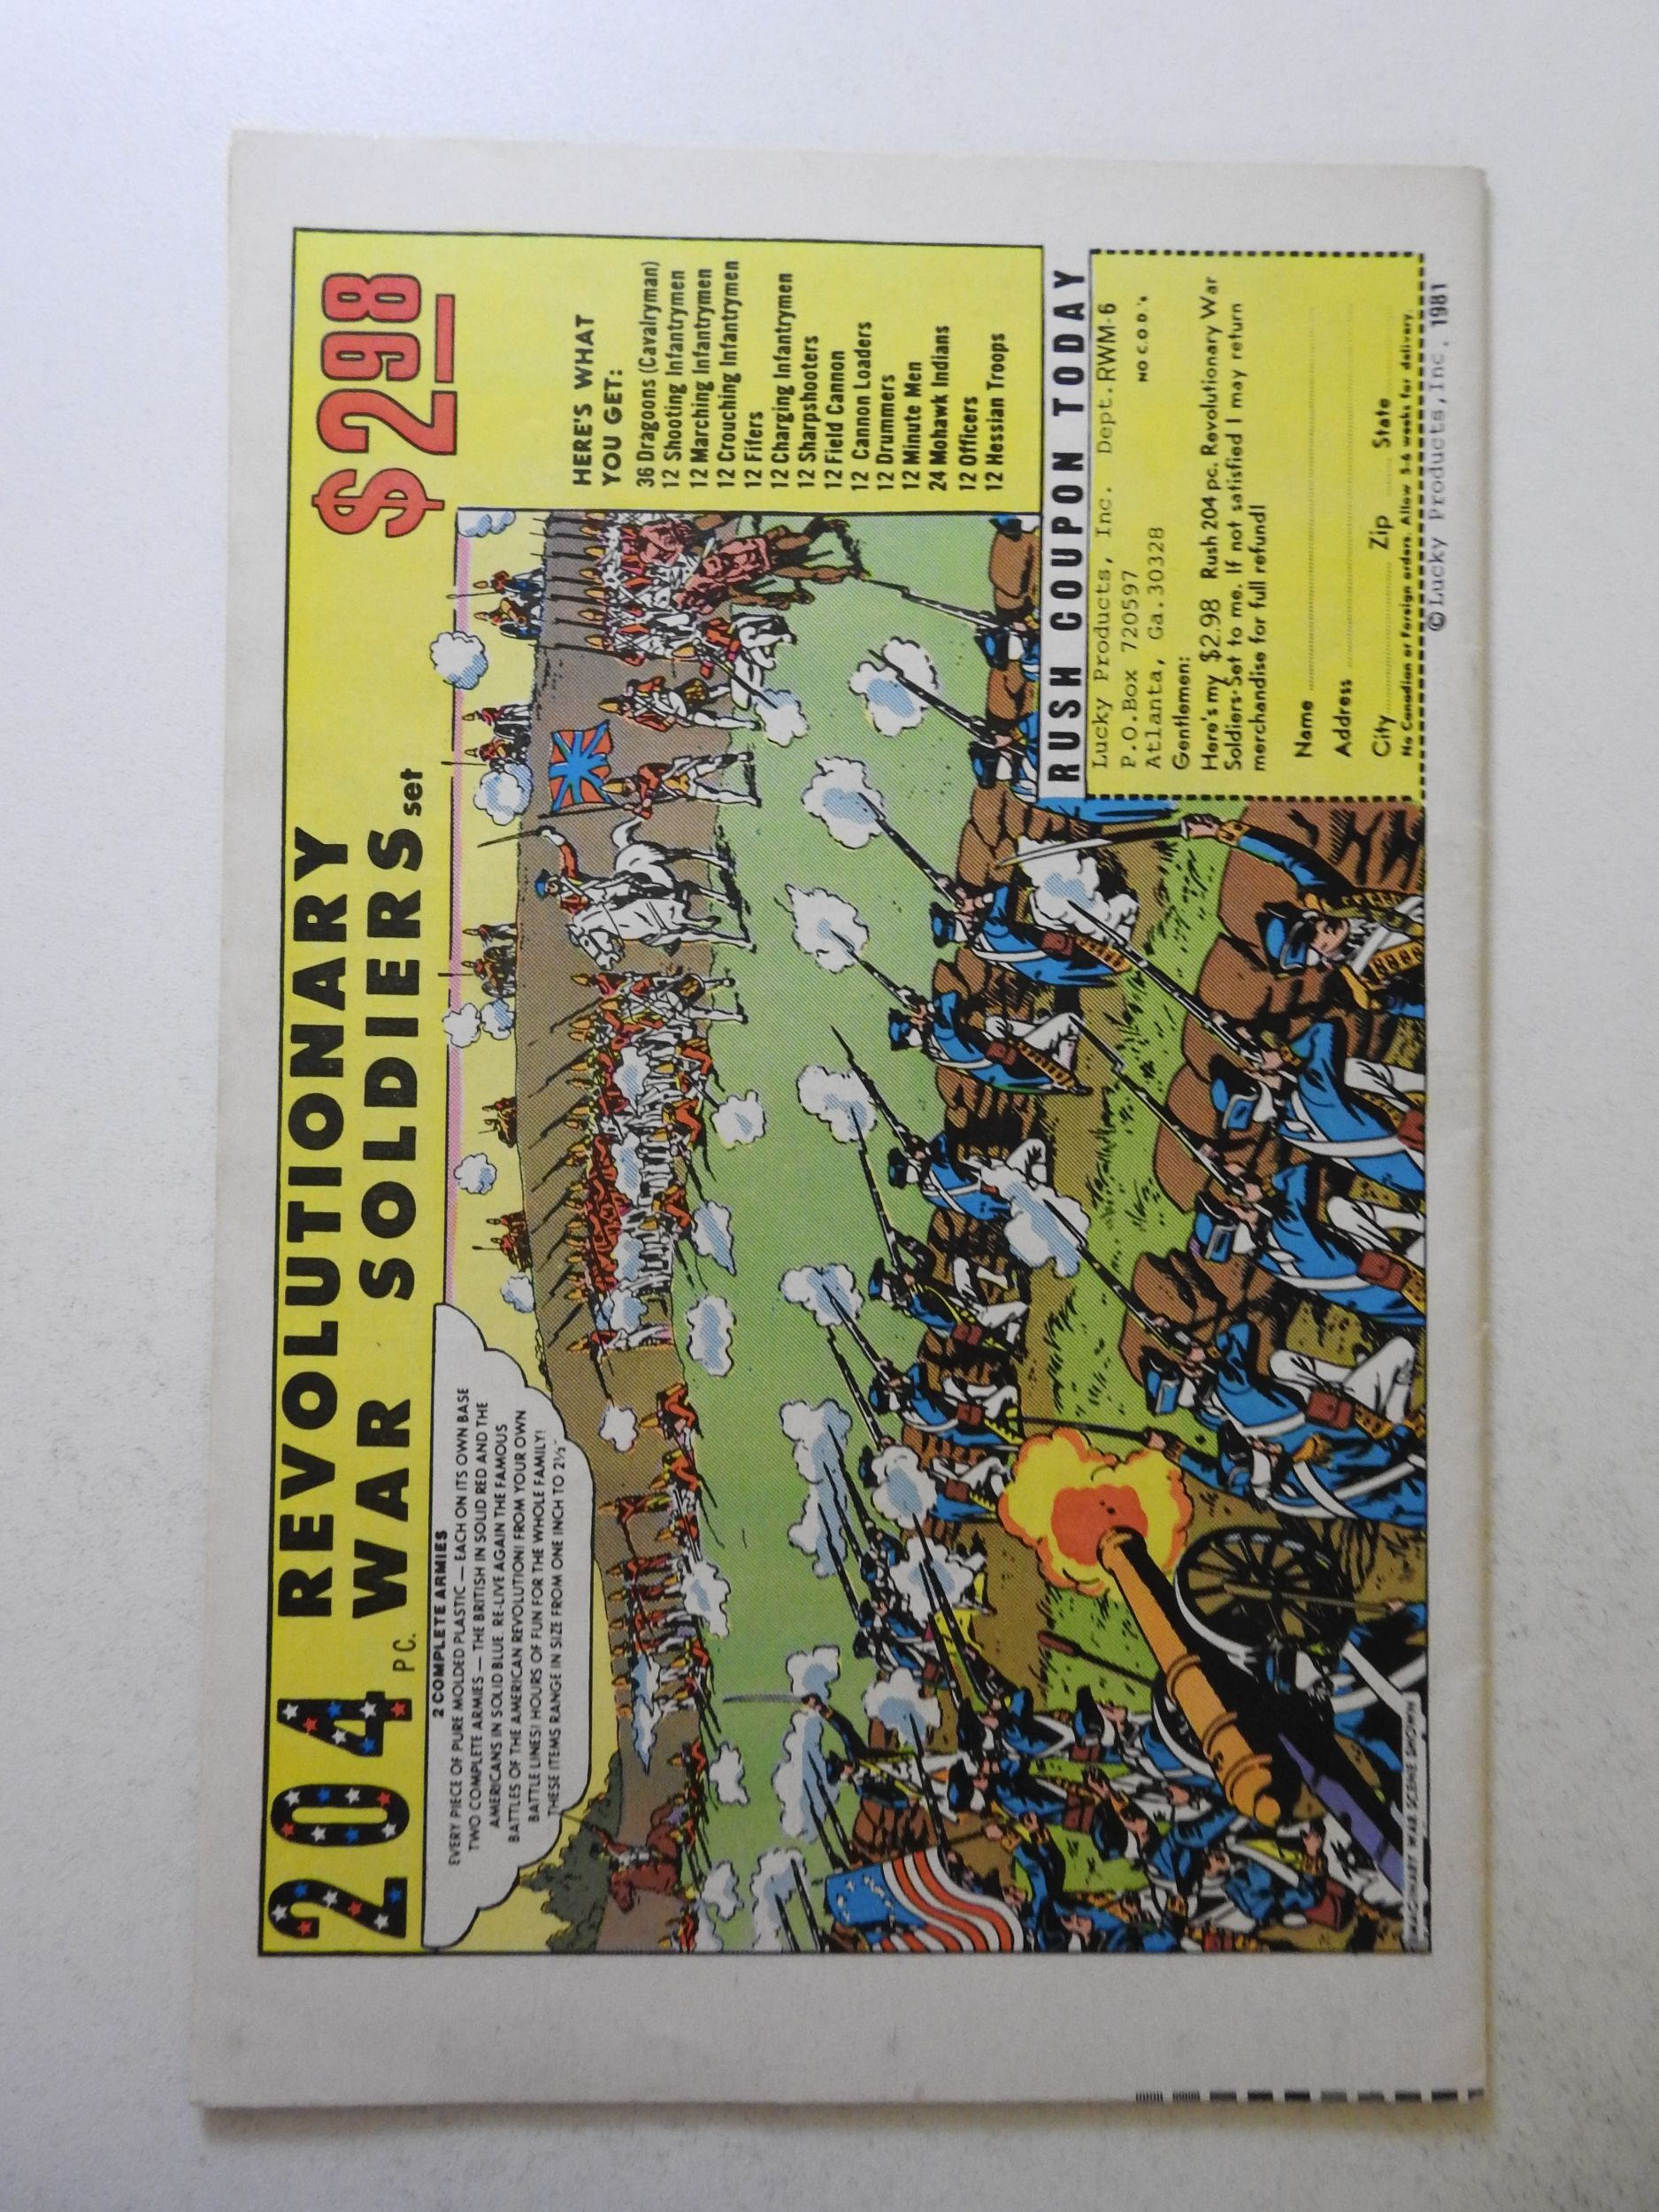 204 PC. REVOLUTIONARY
WAR SOLDIERS set
$2.98
2 COMPLETE ARMIES
EVERY PIECE OF PURE MOLDED PLASTIC — EACH ON ITS OWN BASE
TWO COMPLETE ARMIES — THE BRITISH IN SOLID RED AND THE
AMERICANS IN SOLID BLUE. RE-LIVE AGAIN THE FAMOUS
BATTLES OF THE AMERICAN REVOLUTION! FROM YOUR OWN
BATTLE LINES! HOURS OF FUN FOR THE WHOLE FAMILY!
THESE ITEMS RANGE IN SIZE FROM ONE INCH TO 2½"
HERE'S WHAT
YOU GET:
36 Dragoons (Cavalryman)
12 Shooting Infantrymen
12 Marching Infantrymen
12 Crouching Infantrymen
12 Fifers
12 Charging Infantrymen
12 Sharpshooters
12 Field Cannon
12 Cannon Loaders
12 Drummers
12 Minute Men
24 Mohawk Indians
12 Officers
12 Hessian Troops
RUSH COUPON TODAY
Lucky Products, Inc. Dept.RWM-6
P.O.Box 720597 NO C.O.D.'s
Atlanta, Ga.30328
Gentlemen:
Here's my $2.98 Rush 204 pc. Revolutionary War
Soldiers' Set to me. If not satisfied I may return
merchandise for full refund!
Name
Address
City Zip State
No Canadian or Foreign orders. Allow 5-6 weeks for delivery.
©Lucky Products,Inc. 1981
IMAGINARY WAR SCENE SHOWN